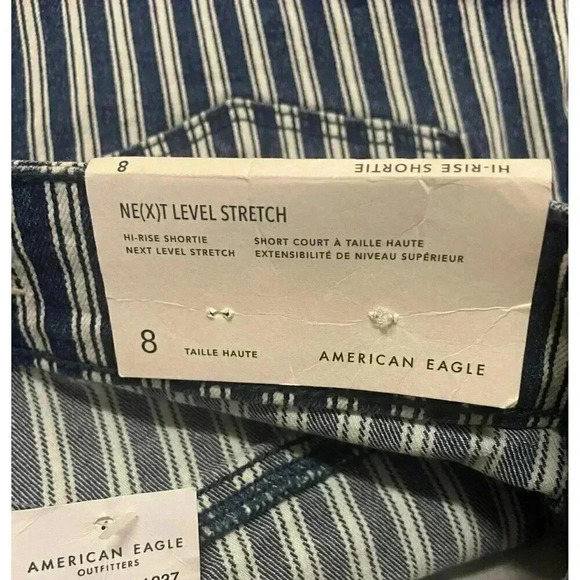 8 HI-RISE SHORTIE
NE(X)T LEVEL STRETCH
HI-RISE SHORTIE
NEXT LEVEL STRETCH
SHORT COURT À TAILLE HAUTE
EXTENSIBILITÉ DE NIVEAU SUPÉRIEUR
8 TAILLE HAUTE AMERICAN EAGLE
AMERICAN EAGLE
OUTFITTERS